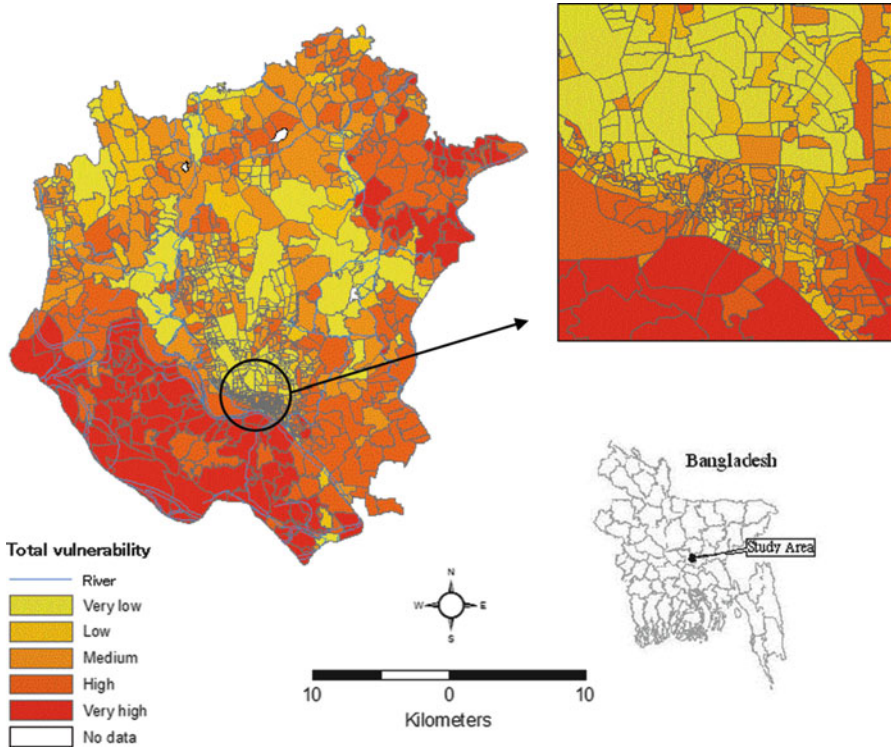 Bangladesh
Study Area
Total vulnerability
River
Very low
Low
Medium
High
Very high
No data
N
W E
S
10 0 10
Kilometers